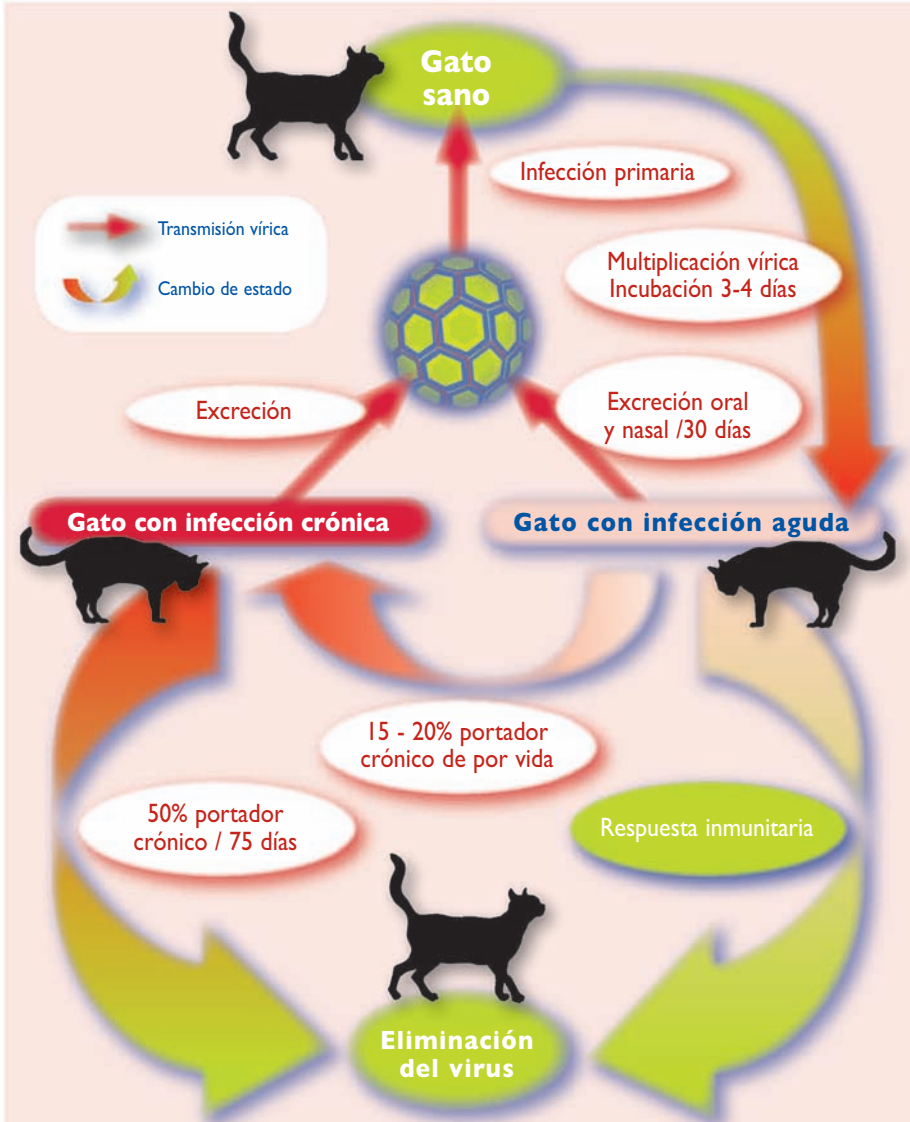 Gato
sano
Infección primaria
Transmisión vírica
Cambio de estado
Multiplicación vírica
Incubación 3-4 días
Excreción
Excreción oral
y nasal /30 días
Gato con infección crónica
Gato con infección aguda
15 - 20% portador
crónico de por vida
50% portador
crónico / 75 días
Respuesta inmunitaria
Eliminación
del virus